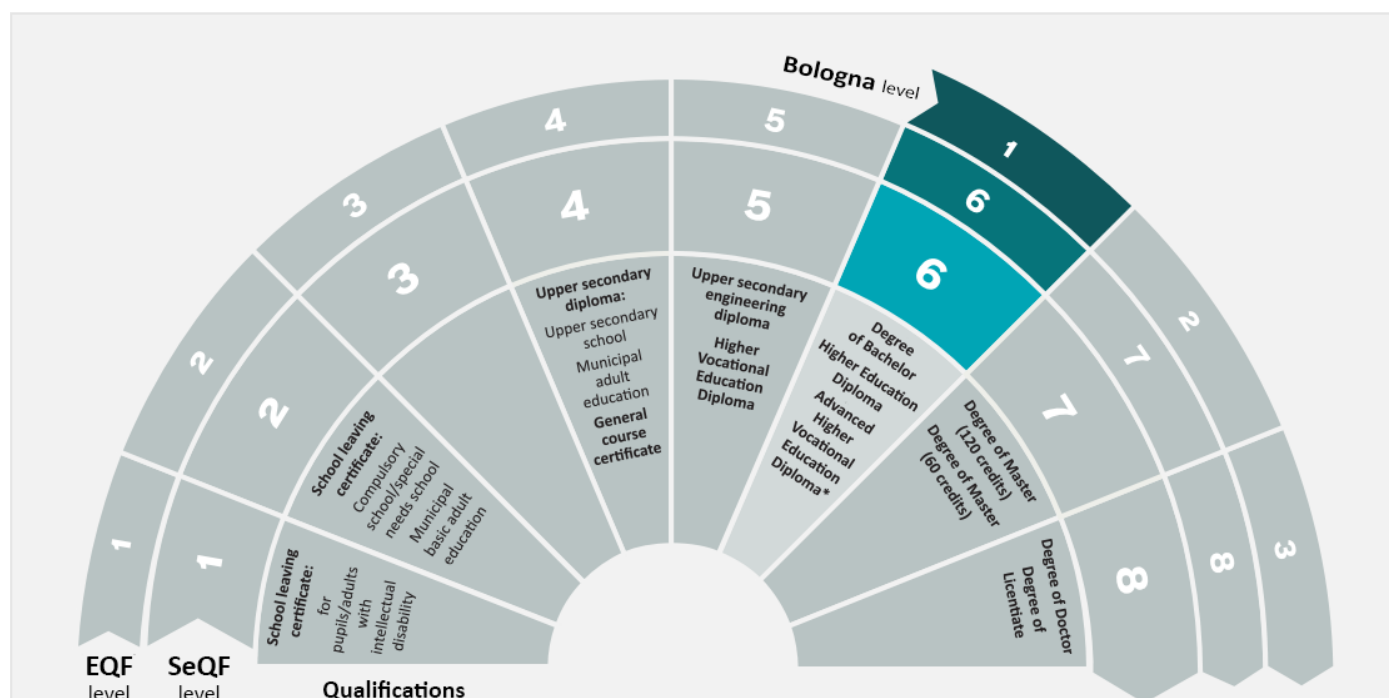 Bologna level
1
2
3
1
2
3
4
5
6
7
8
1
2
3
4
5
6
7
8
School leaving
certificate:
for
pupils/adults
with
intellectual
disability
School leaving
certificate:
Compulsory
school/special
needs school
Municipal
basic adult
education
Upper secondary
diploma:
Upper secondary
school
Municipal
adult
education
General
course
certificate
Upper secondary
engineering
diploma
Higher
Vocational
Education
Diploma
Degree
of Bachelor
Higher Education
Diploma
Advanced
Higher
Vocational
Education
Diploma*
Degree of Master
(120 credits)
Degree of Master
(60 credits)
Degree of Doctor
Degree of
Licentiate
EQF
level
SeQF
level
Qualifications